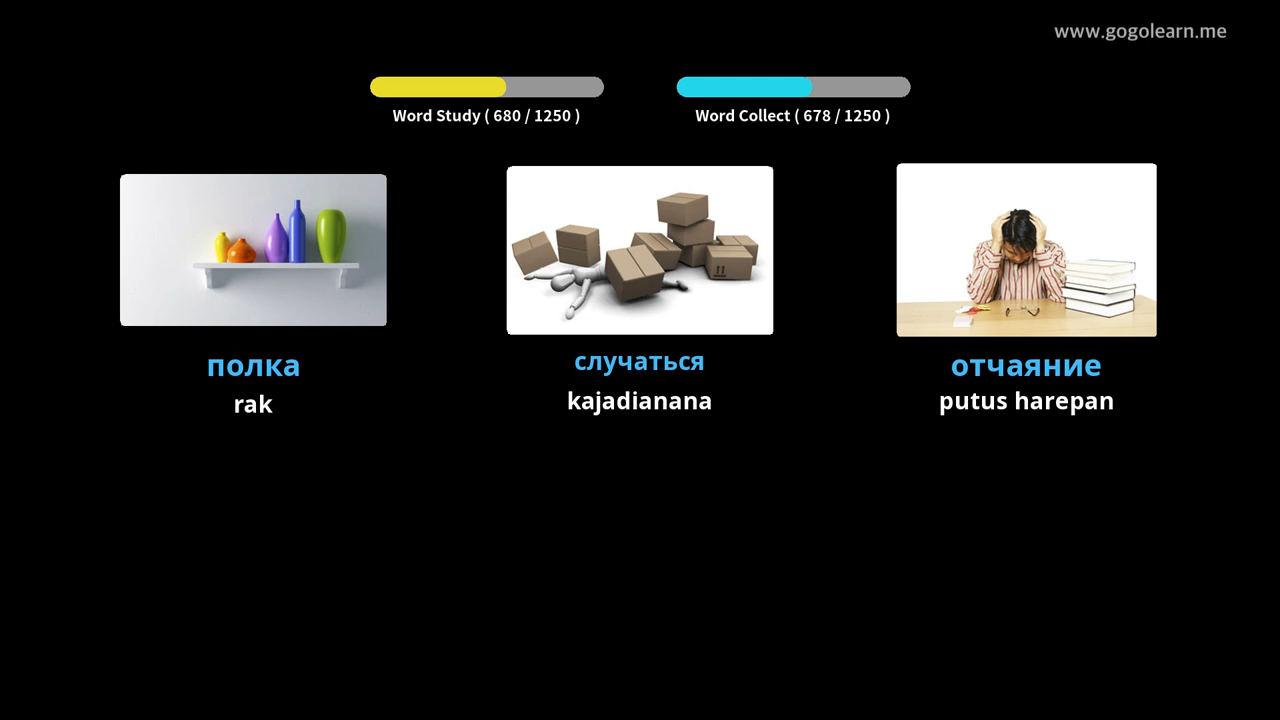 www.gogolearn.me
Word Study ( 680 / 1250 )
Word Collect ( 678 / 1250 )
полка
случаться
отчаяние
rak
kajadianana
putus harepan